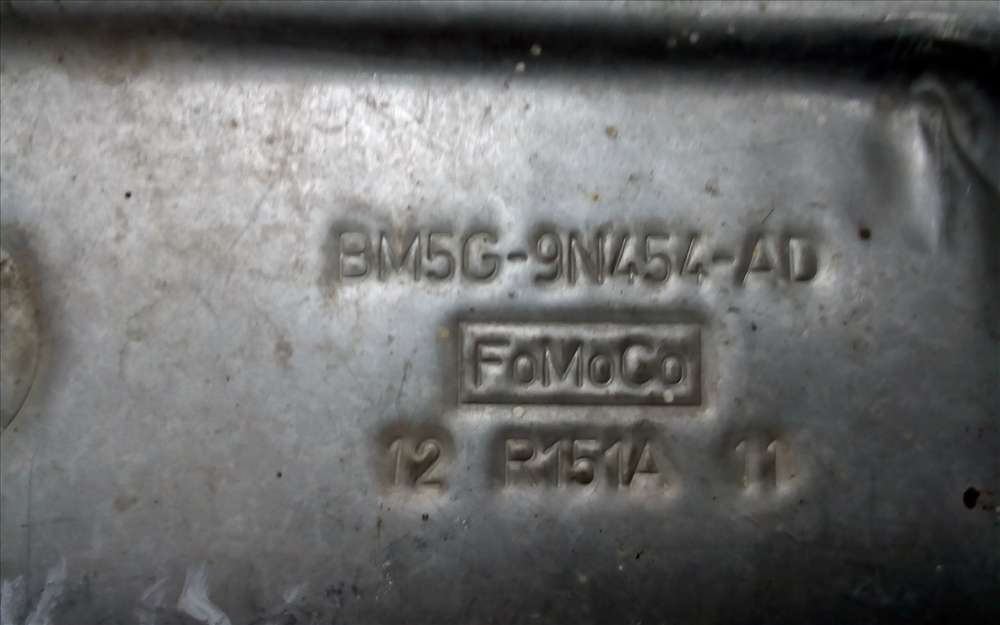 BM5G-9N454-AD
FoMoCo
12 R151A 11